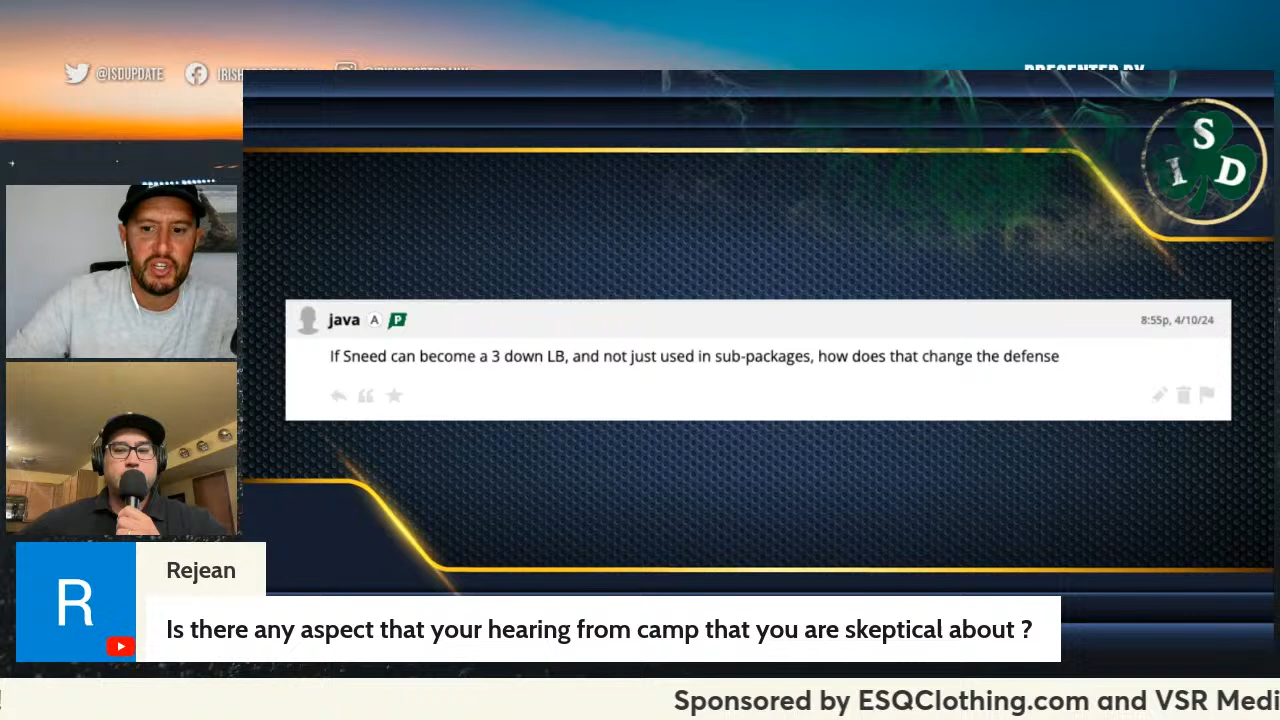 @ISDUPDATE
PRESENTED BY
I S D
java A P
8:55p, 4/10/24
If Sneed can become a 3 down LB, and not just used in sub-packages, how does that change the defense
R
Rejean
Is there any aspect that your hearing from camp that you are skeptical about ?
! Sponsored by ESQClothing.com and VSR Medi